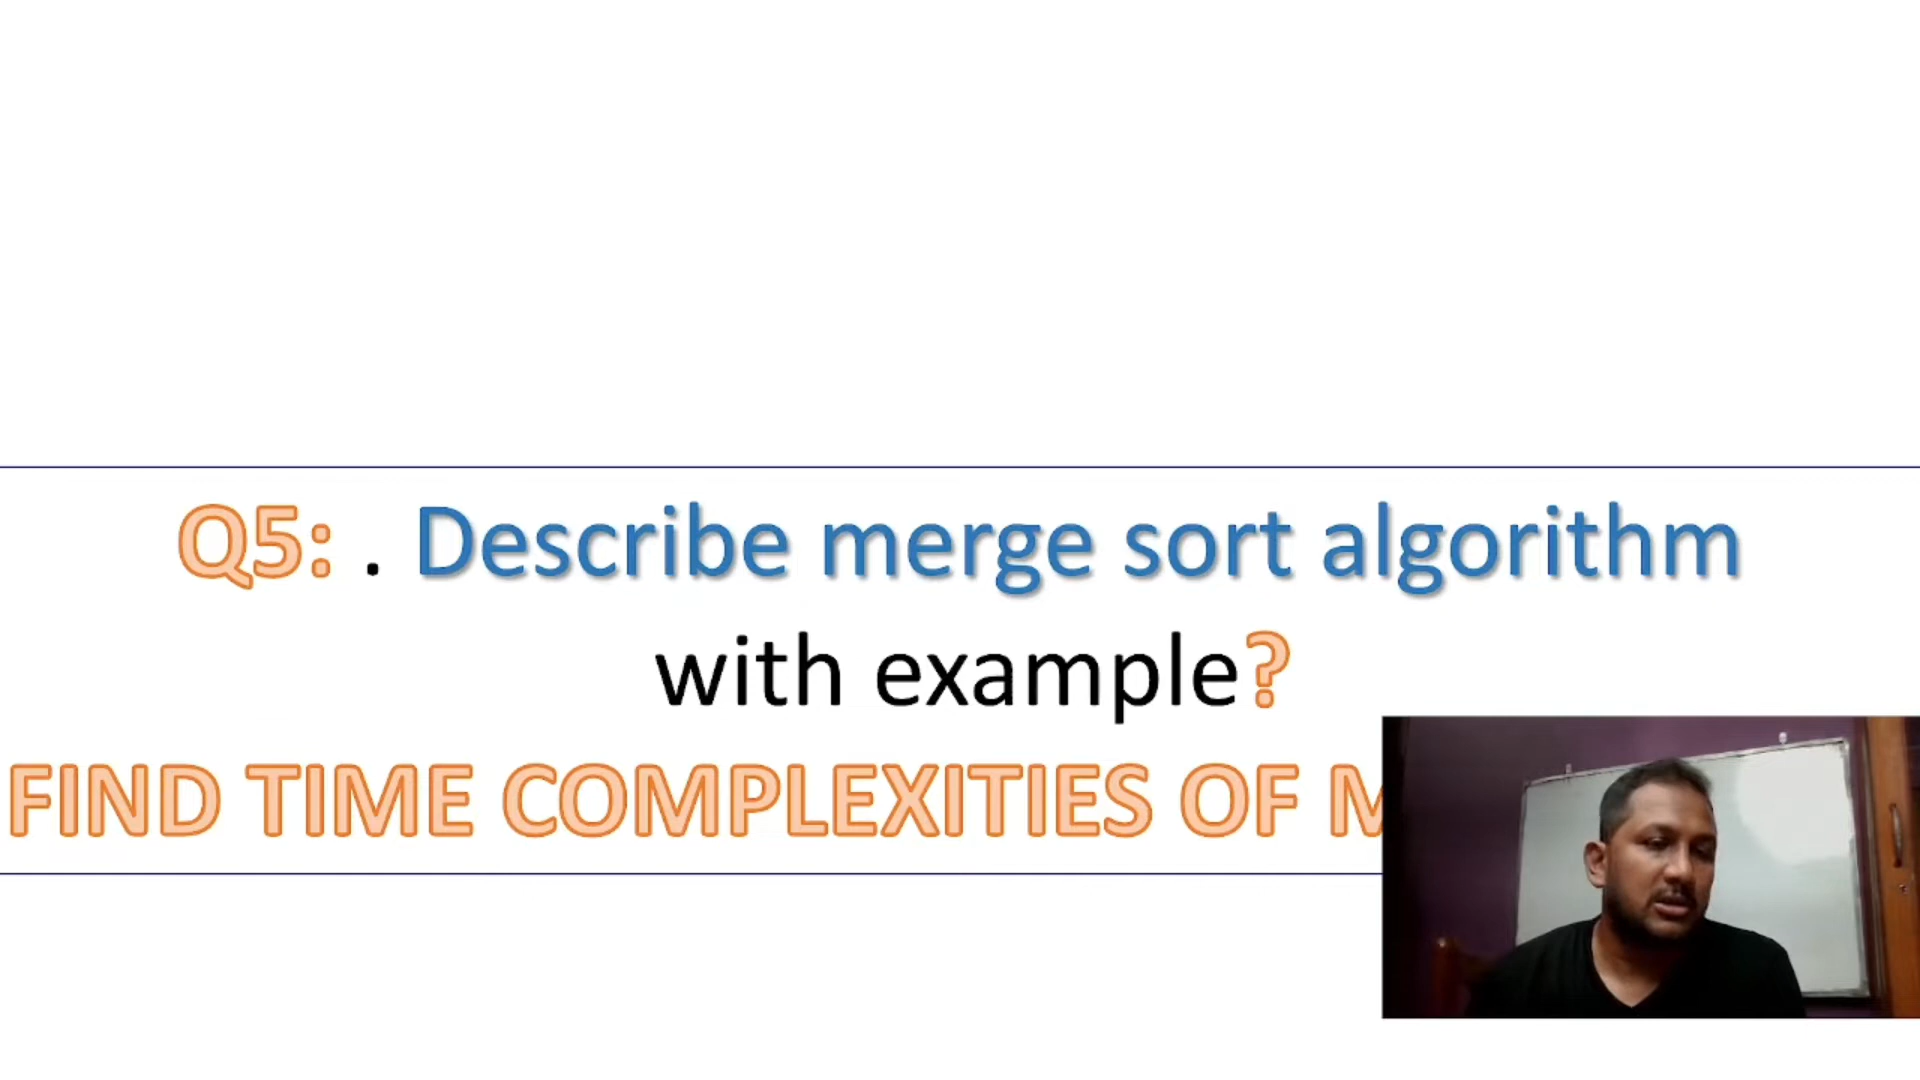 Q5: . Describe merge sort algorithm
with example?
FIND TIME COMPLEXITIES OF